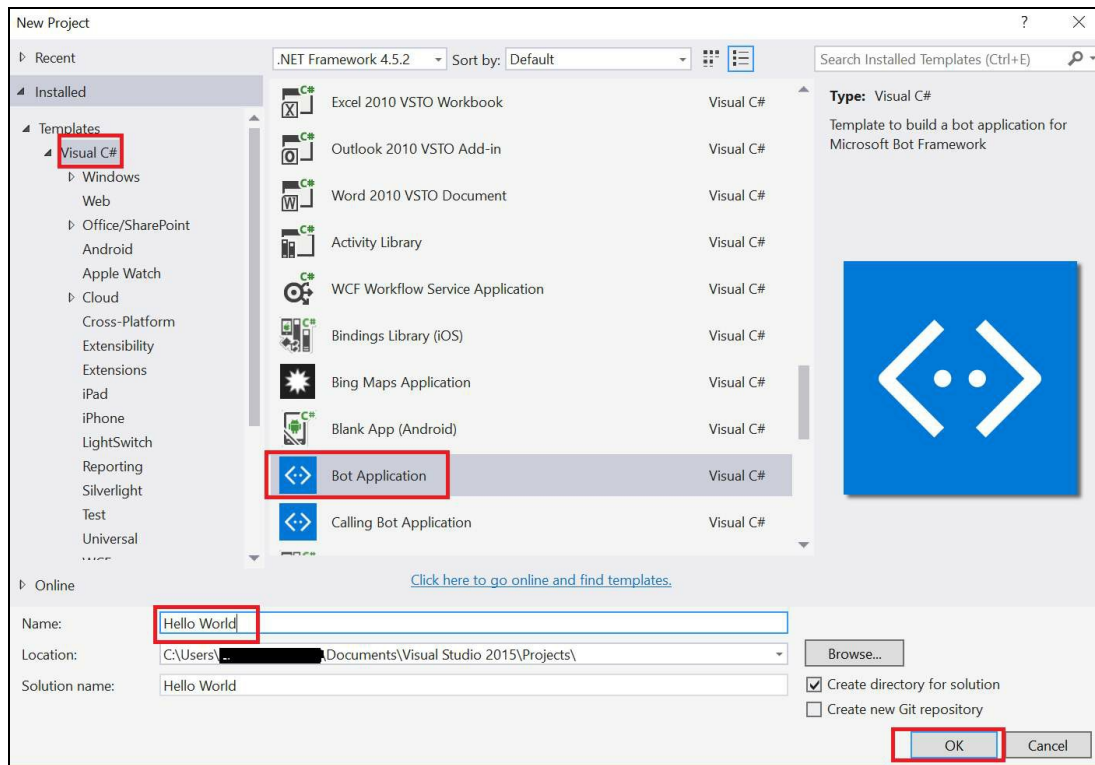 New Project
?
Recent
.NET Framework 4.5.2
Sort by: Default
Search Installed Templates (Ctrl+E)
Installed
Templates
Visual C#
Windows
Web
Office/SharePoint
Android
Apple Watch
Cloud
Cross-Platform
Extensibility
Extensions
iPad
iPhone
LightSwitch
Reporting
Silverlight
Test
Universal
Online
C#
Excel 2010 VSTO Workbook Visual C#
C#
Outlook 2010 VSTO Add-in Visual C#
C#
Word 2010 VSTO Document Visual C#
C#
Activity Library Visual C#
C#
WCF Workflow Service Application Visual C#
C#
Bindings Library (iOS) Visual C#
Bing Maps Application Visual C#
C#
Blank App (Android) Visual C#
Bot Application Visual C#
Calling Bot Application Visual C#
Click here to go online and find templates.
Type: Visual C#
Template to build a bot application for
Microsoft Bot Framework
Name: Hello World
Location: C:\Users\ \Documents\Visual Studio 2015\Projects\
Browse...
Solution name: Hello World
Create directory for solution
Create new Git repository
OK Cancel